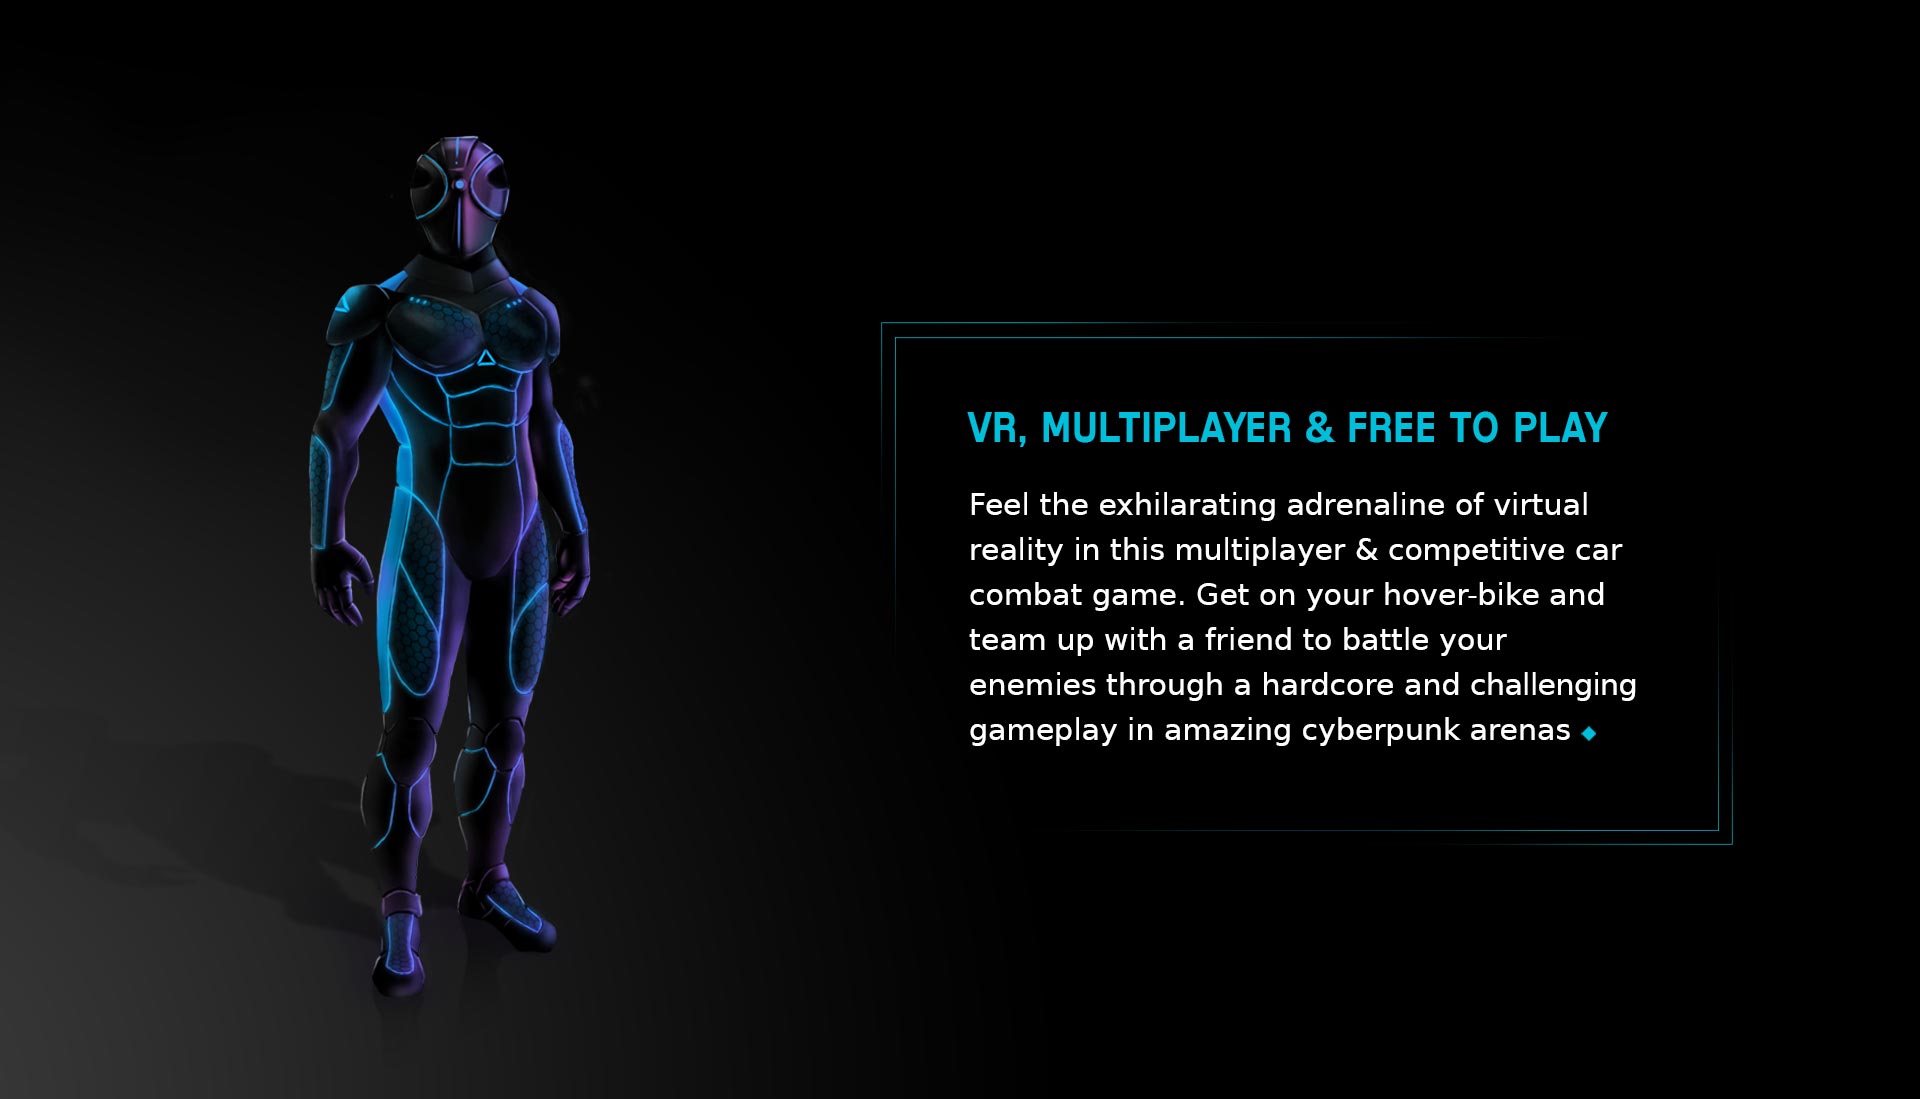 VR, MULTIPLAYER & FREE TO PLAY
Feel the exhilarating adrenaline of virtual
reality in this multiplayer & competitive car
combat game. Get on your hover-bike and
team up with a friend to battle your
enemies through a hardcore and challenging
gameplay in amazing cyberpunk arenas ◆